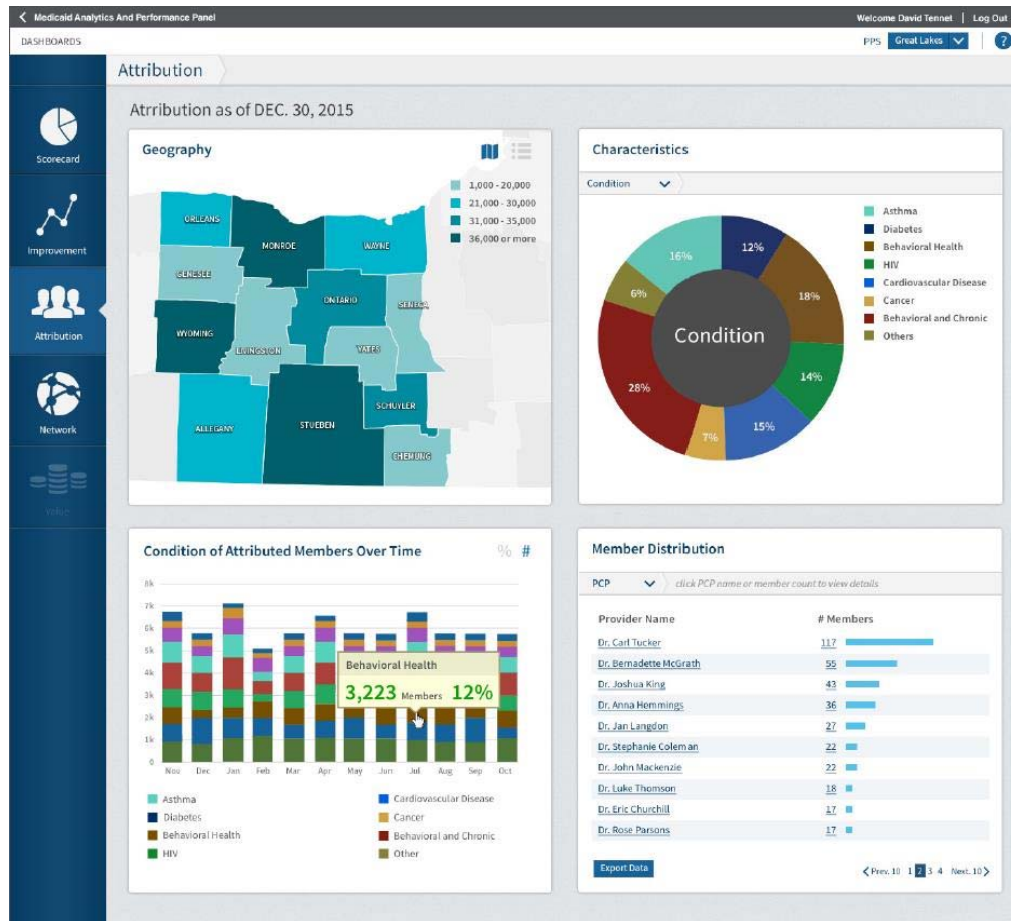 Medicaid Analytics And Performance Panel
Welcome David Tennet | Log Out
DASHBOARDS
PPS Great Lakes
?
Attribution
Scorecard
Improvement
Attribution
Network
value
Atrribution as of DEC. 30, 2015
Geography
1,000 - 20,000
21,000 - 30,000
31,000 - 35,000
36,000 or more
ORLEANS
MONROE
WAYNE
GENESEE
ONTARIO
SENECA
WYOMING
LIVINGSTON
YATES
SCHUYLER
ALLEGANY
STUEBEN
CHEMUNG
Characteristics
Condition
16%
12%
18%
6%
14%
28%
7%
15%
Condition
Asthma
Diabetes
Behavioral Health
HIV
Cardiovascular Disease
Cancer
Behavioral and Chronic
Others
Condition of Attributed Members Over Time
% #
8k
7k
6k
5k
4k
3k
2k
1k
0
Behavioral Health
3,223 Members 12%
Nov Dec Jan Feb Mar Apr May Jun Jul Aug Sep Oct
Asthma
Diabetes
Behavioral Health
HIV
Cardiovascular Disease
Cancer
Behavioral and Chronic
Other
Member Distribution
PCP click PCP name or member count to view details
Provider Name # Members
Dr. Carl Tucker 117
Dr. Bernadette McGrath 55
Dr. Joshua King 43
Dr. Anna Hemmings 36
Dr. Jan Langdon 27
Dr. Stephanie Coleman 22
Dr. John Mackenzie 22
Dr. Luke Thomson 18
Dr. Eric Churchill 17
Dr. Rose Parsons 17
Export Data
Prev. 10 1 2 3 4 Next. 10